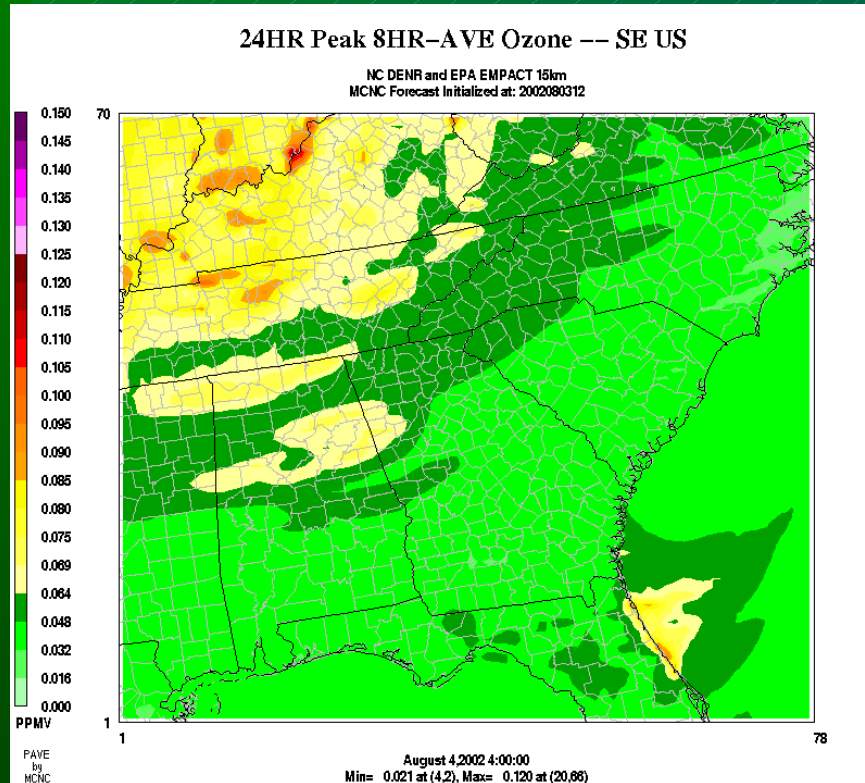 24HR Peak 8HR-AVE Ozone -- SE US
NC DENR and EPA EMPACT 15km
MCNC Forecast Initialized at: 2002080312
0.150
0.145
0.140
0.135
0.130
0.125
0.120
0.115
0.110
0.105
0.100
0.095
0.090
0.085
0.080
0.075
0.069
0.064
0.048
0.032
0.016
0.000
PPMV
70
1
1
78
PAVE
by
MCNC
August 4,2002 4:00:00
Min= 0.021 at (4,2), Max= 0.120 at (20,66)